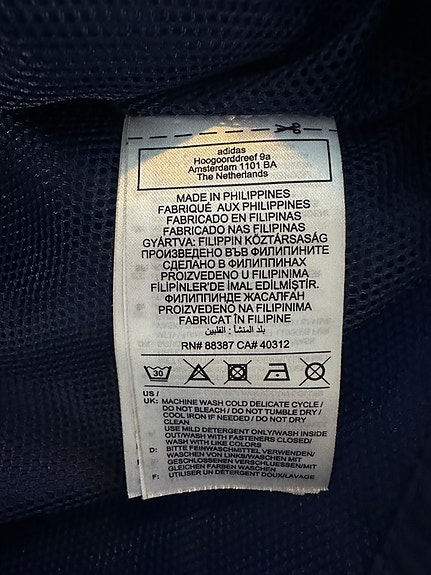 adidas
Hoogoorddreef 9a
Amsterdam 1101 BA
The Netherlands
MADE IN PHILIPPINES
FABRIQUÉ AUX PHILIPPINES
FABRICADO EN FILIPINAS
FABRICADO NAS FILIPINAS
GYÁRTVA: FILIPPIN KÖZTÁRSASÁG
ПРОИЗВЕДЕНО ВЪВ ФИЛИПИНИТЕ
СДЕЛАНО В ФИЛИППИНАХ
PROIZVEDENO U FILIPINIMA
FİLİPİNLER'DE İMAL EDİLMİŞTİR.
ФИЛИППИНДЕ ЖАСАЛҒАН
PROIZVEDENO NA FILIPINIMA
FABRICAT ÎN FILIPINE
بلد المنشأ : الفلبين
RN# 88387 CA# 40312
30
US /
UK: MACHINE WASH COLD DELICATE CYCLE /
DO NOT BLEACH / DO NOT TUMBLE DRY /
COOL IRON IF NEEDED / DO NOT DRY
CLEAN
USE MILD DETERGENT ONLY/WASH INSIDE
OUT/WASH WITH FASTENERS CLOSED/
WASH WITH LIKE COLORS
D: BITTE FEINWASCHMITTEL VERWENDEN/
WASCHEN VON LINKS/WASCHEN MIT
GESCHLOSSENEN VERSCHLUESSEN/MIT
GLEICHEN FARBEN WASCHEN
F: UTILISER UN DETERGENT DOUX/LAVAGE